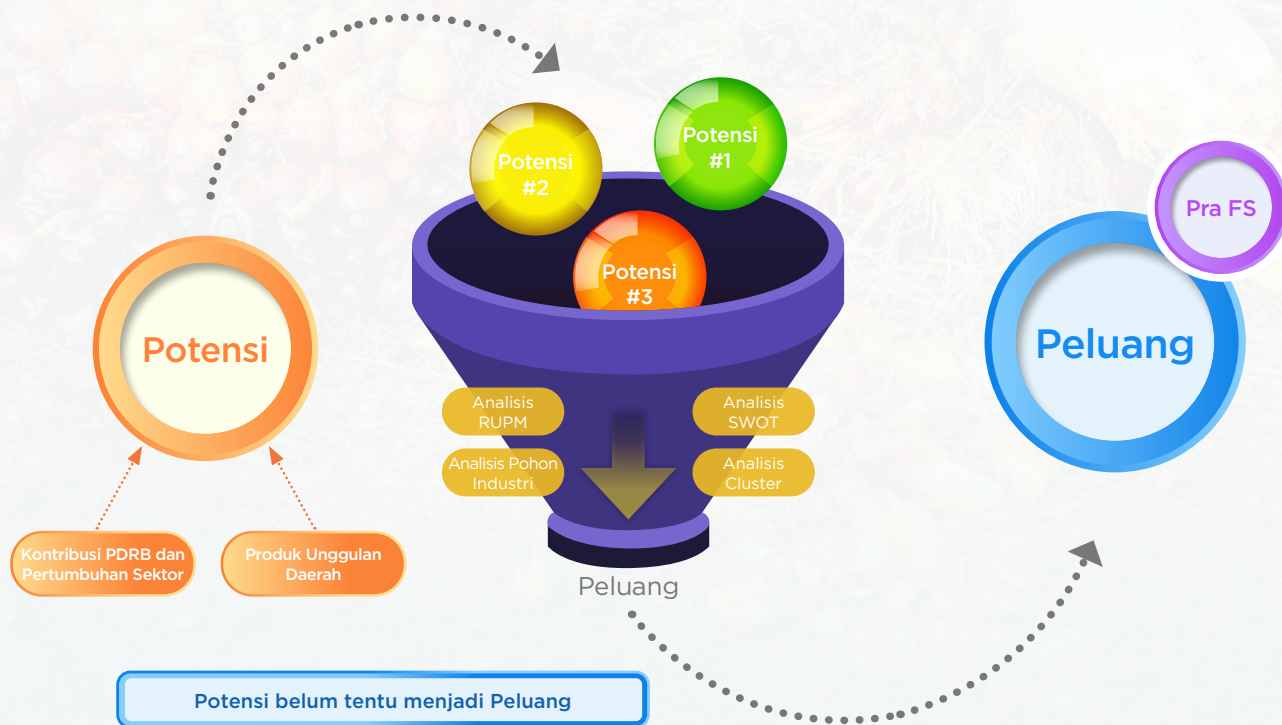 Potensi
#1
Potensi
#2
Potensi
#3
Pra FS
Potensi
Peluang
Analisis
RUPM
Analisis
SWOT
Analisis Pohon
Industri
Analisis
Cluster
Kontribusi PDRB dan
Pertumbuhan Sektor
Produk Unggulan
Daerah
Peluang
Potensi belum tentu menjadi Peluang